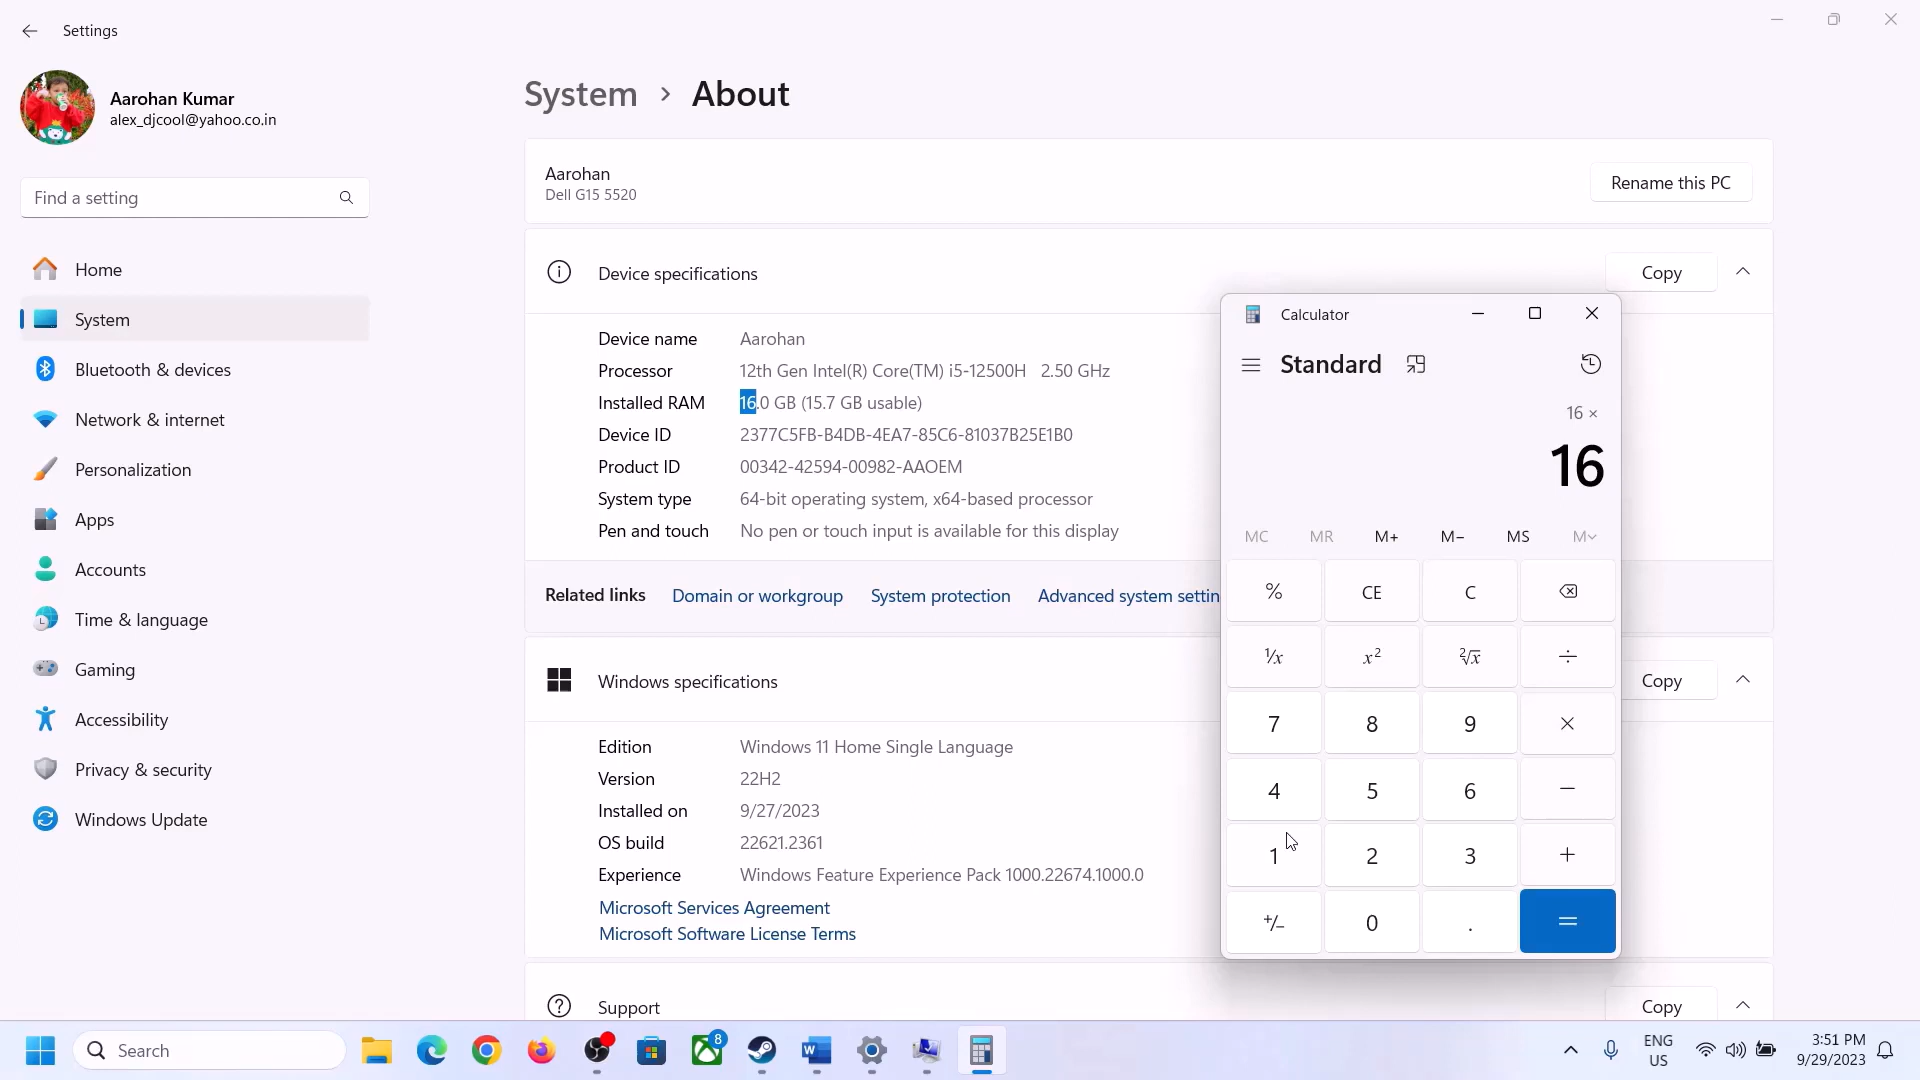 Settings
Aarohan Kumar
alex_djcool@yahoo.co.in
Find a setting
Home
System
Bluetooth & devices
Network & internet
Personalization
Apps
Accounts
Time & language
Gaming
Accessibility
Privacy & security
Windows Update
System > About
Aarohan
Dell G15 5520
Rename this PC
Device specifications
Copy
Device name Aarohan
Processor 12th Gen Intel(R) Core(TM) i5-12500H 2.50 GHz
Installed RAM 16.0 GB (15.7 GB usable)
Device ID 2377C5FB-B4DB-4EA7-85C6-81037B25E1B0
Product ID 00342-42594-00982-AAOEM
System type 64-bit operating system, x64-based processor
Pen and touch No pen or touch input is available for this display
Related links Domain or workgroup System protection Advanced system settin
Windows specifications
Copy
Edition Windows 11 Home Single Language
Version 22H2
Installed on 9/27/2023
OS build 22621.2361
Experience Windows Feature Experience Pack 1000.22674.1000.0
Microsoft Services Agreement
Microsoft Software License Terms
Support
Copy
Calculator
Standard
16 ×
16
MC MR M+ M− MS M
% CE C
¹/x x² ²√x ÷
7 8 9 ×
4 5 6 −
1 2 3 +
+/− 0 . =
Search
8
ENG
US
3:51 PM
9/29/2023